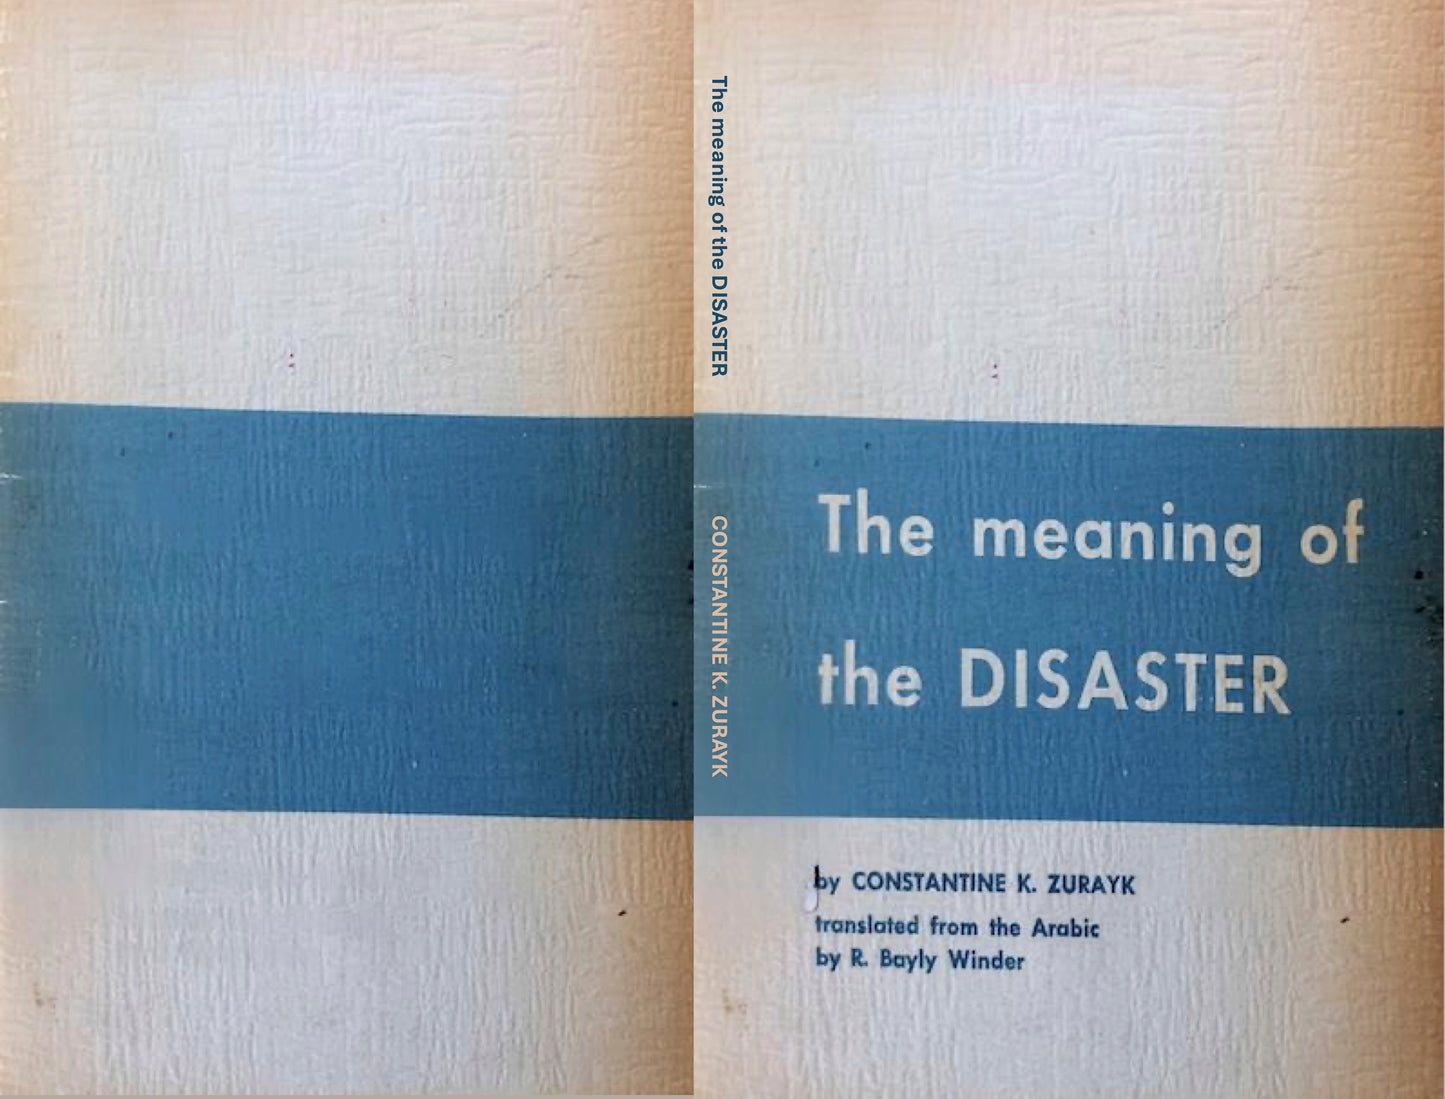 The meaning of the DISASTER
CONSTANTINE K. ZURAYK
The meaning of
the DISASTER
by CONSTANTINE K. ZURAYK
translated from the Arabic
by R. Bayly Winder